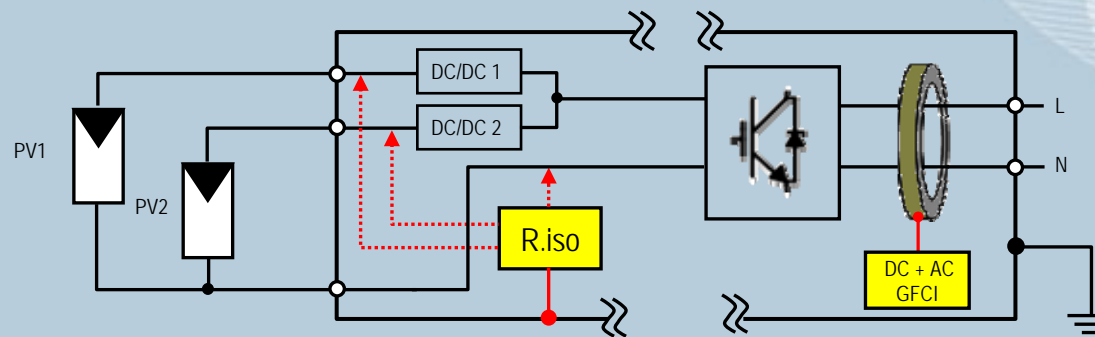 DC/DC 1
DC/DC 2
L
PV1
N
PV2
R.iso
DC + AC
GFCI